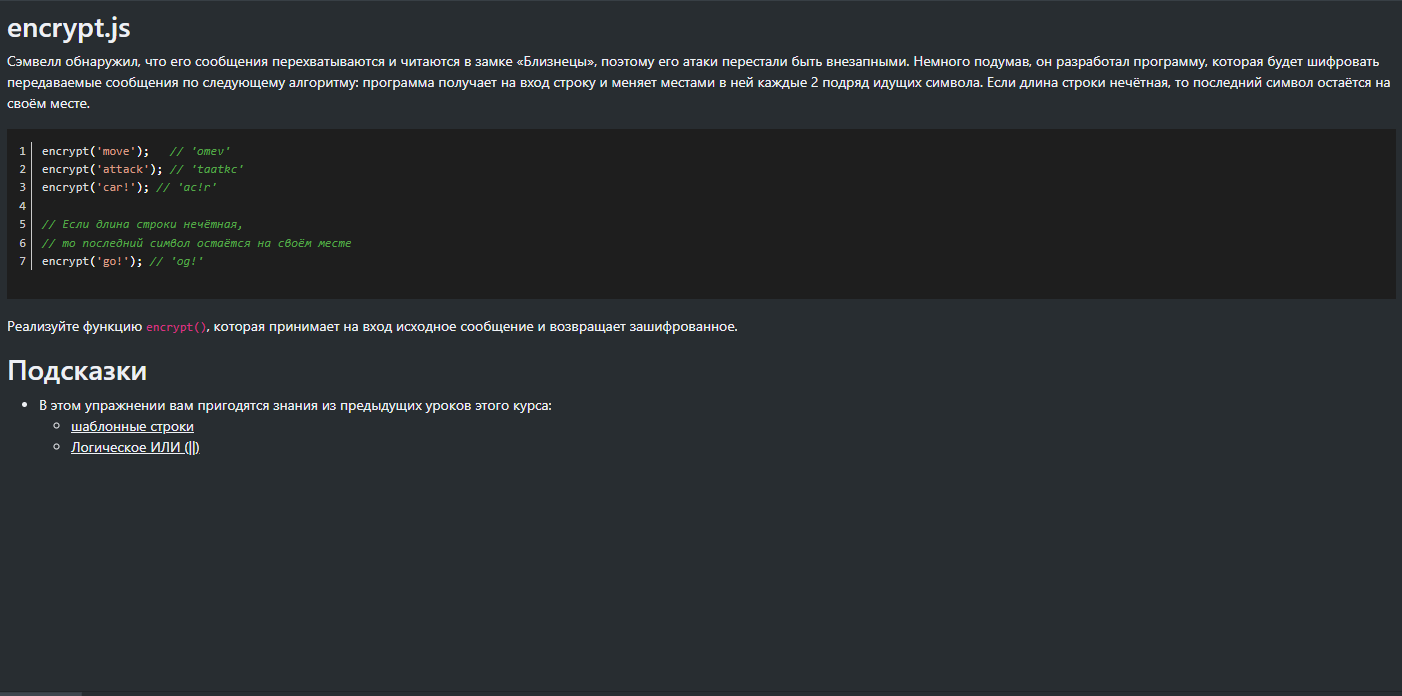 encrypt.js
Сэмвелл обнаружил, что его сообщения перехватываются и читаются в замке «Близнецы», поэтому его атаки перестали быть внезапными. Немного подумав, он разработал программу, которая будет шифровать
передаваемые сообщения по следующему алгоритму: программа получает на вход строку и меняет местами в ней каждые 2 подряд идущих символа. Если длина строки нечётная, то последний символ остаётся на
своём месте.
1 encrypt('move');   // 'omev'
2 encrypt('attack'); // 'taatkc'
3 encrypt('car!'); // 'ac!r'
4
5 // Если длина строки нечётная,
6 // то последний символ остаётся на своём месте
7 encrypt('go!'); // 'og!'
Реализуйте функцию encrypt(), которая принимает на вход исходное сообщение и возвращает зашифрованное.
Подсказки
• В этом упражнении вам пригодятся знания из предыдущих уроков этого курса:
◦ шаблонные строки
◦ Логическое ИЛИ (||)